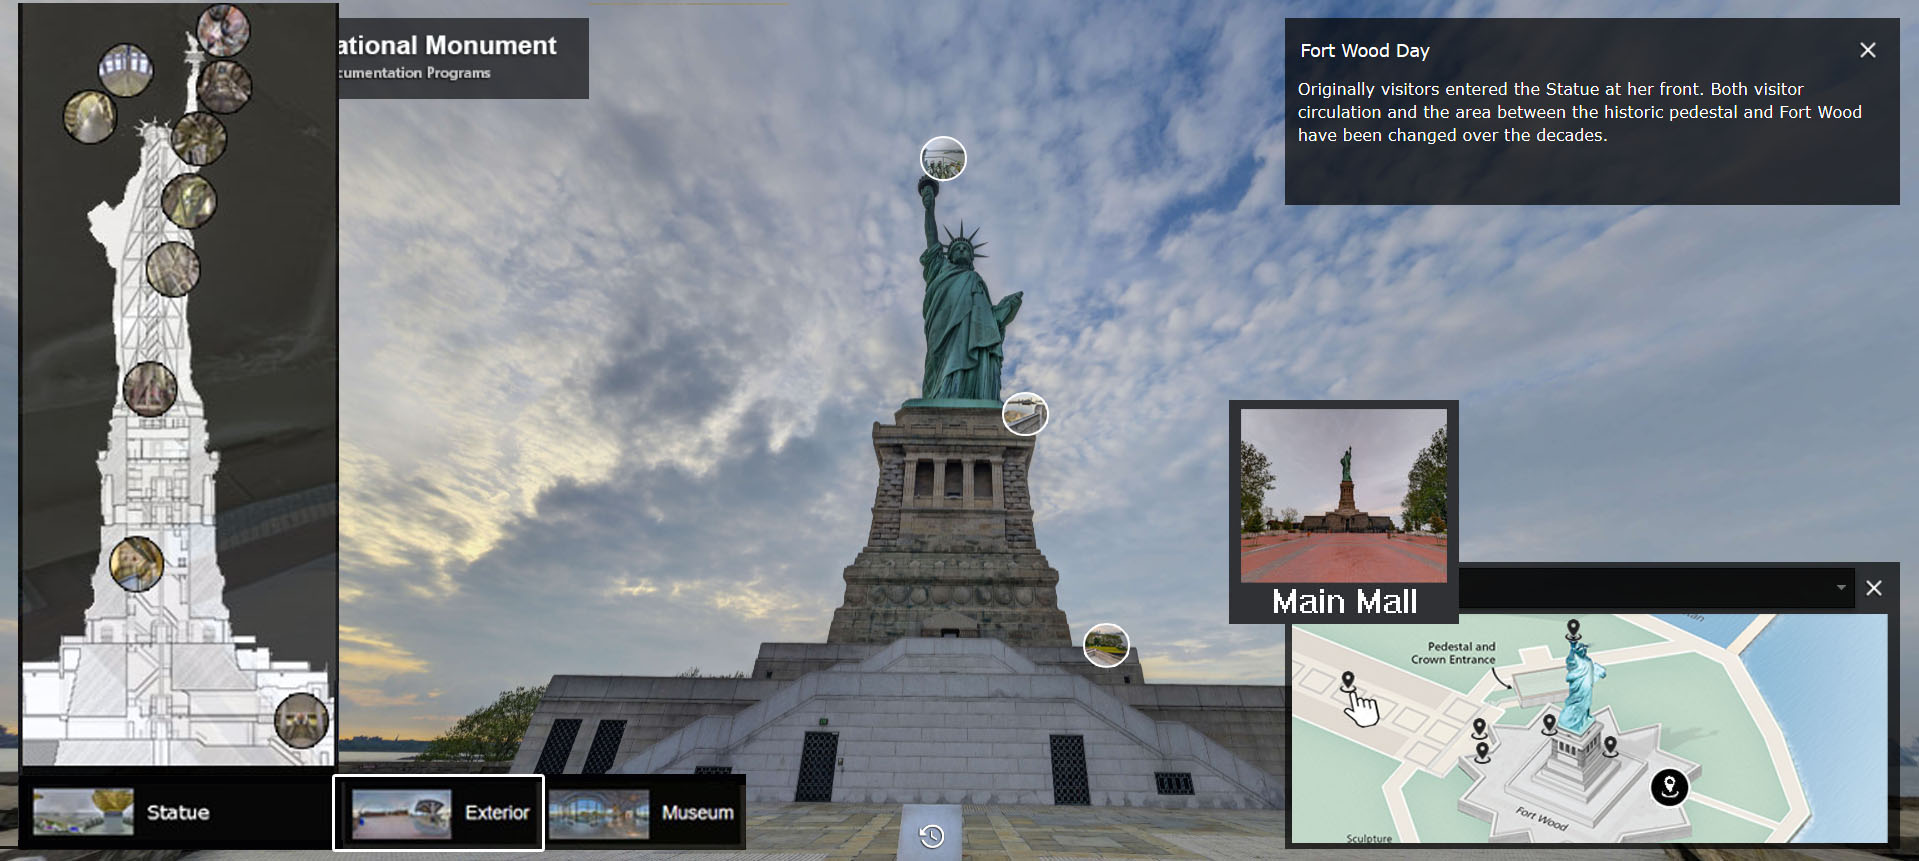 ational Monument
cumentation Programs
Fort Wood Day
Originally visitors entered the Statue at her front. Both visitor
circulation and the area between the historic pedestal and Fort Wood
have been changed over the decades.
Main Mall
Pedestal and
Crown Entrance
Fort Wood
Sculpture
Statue
Exterior
Museum